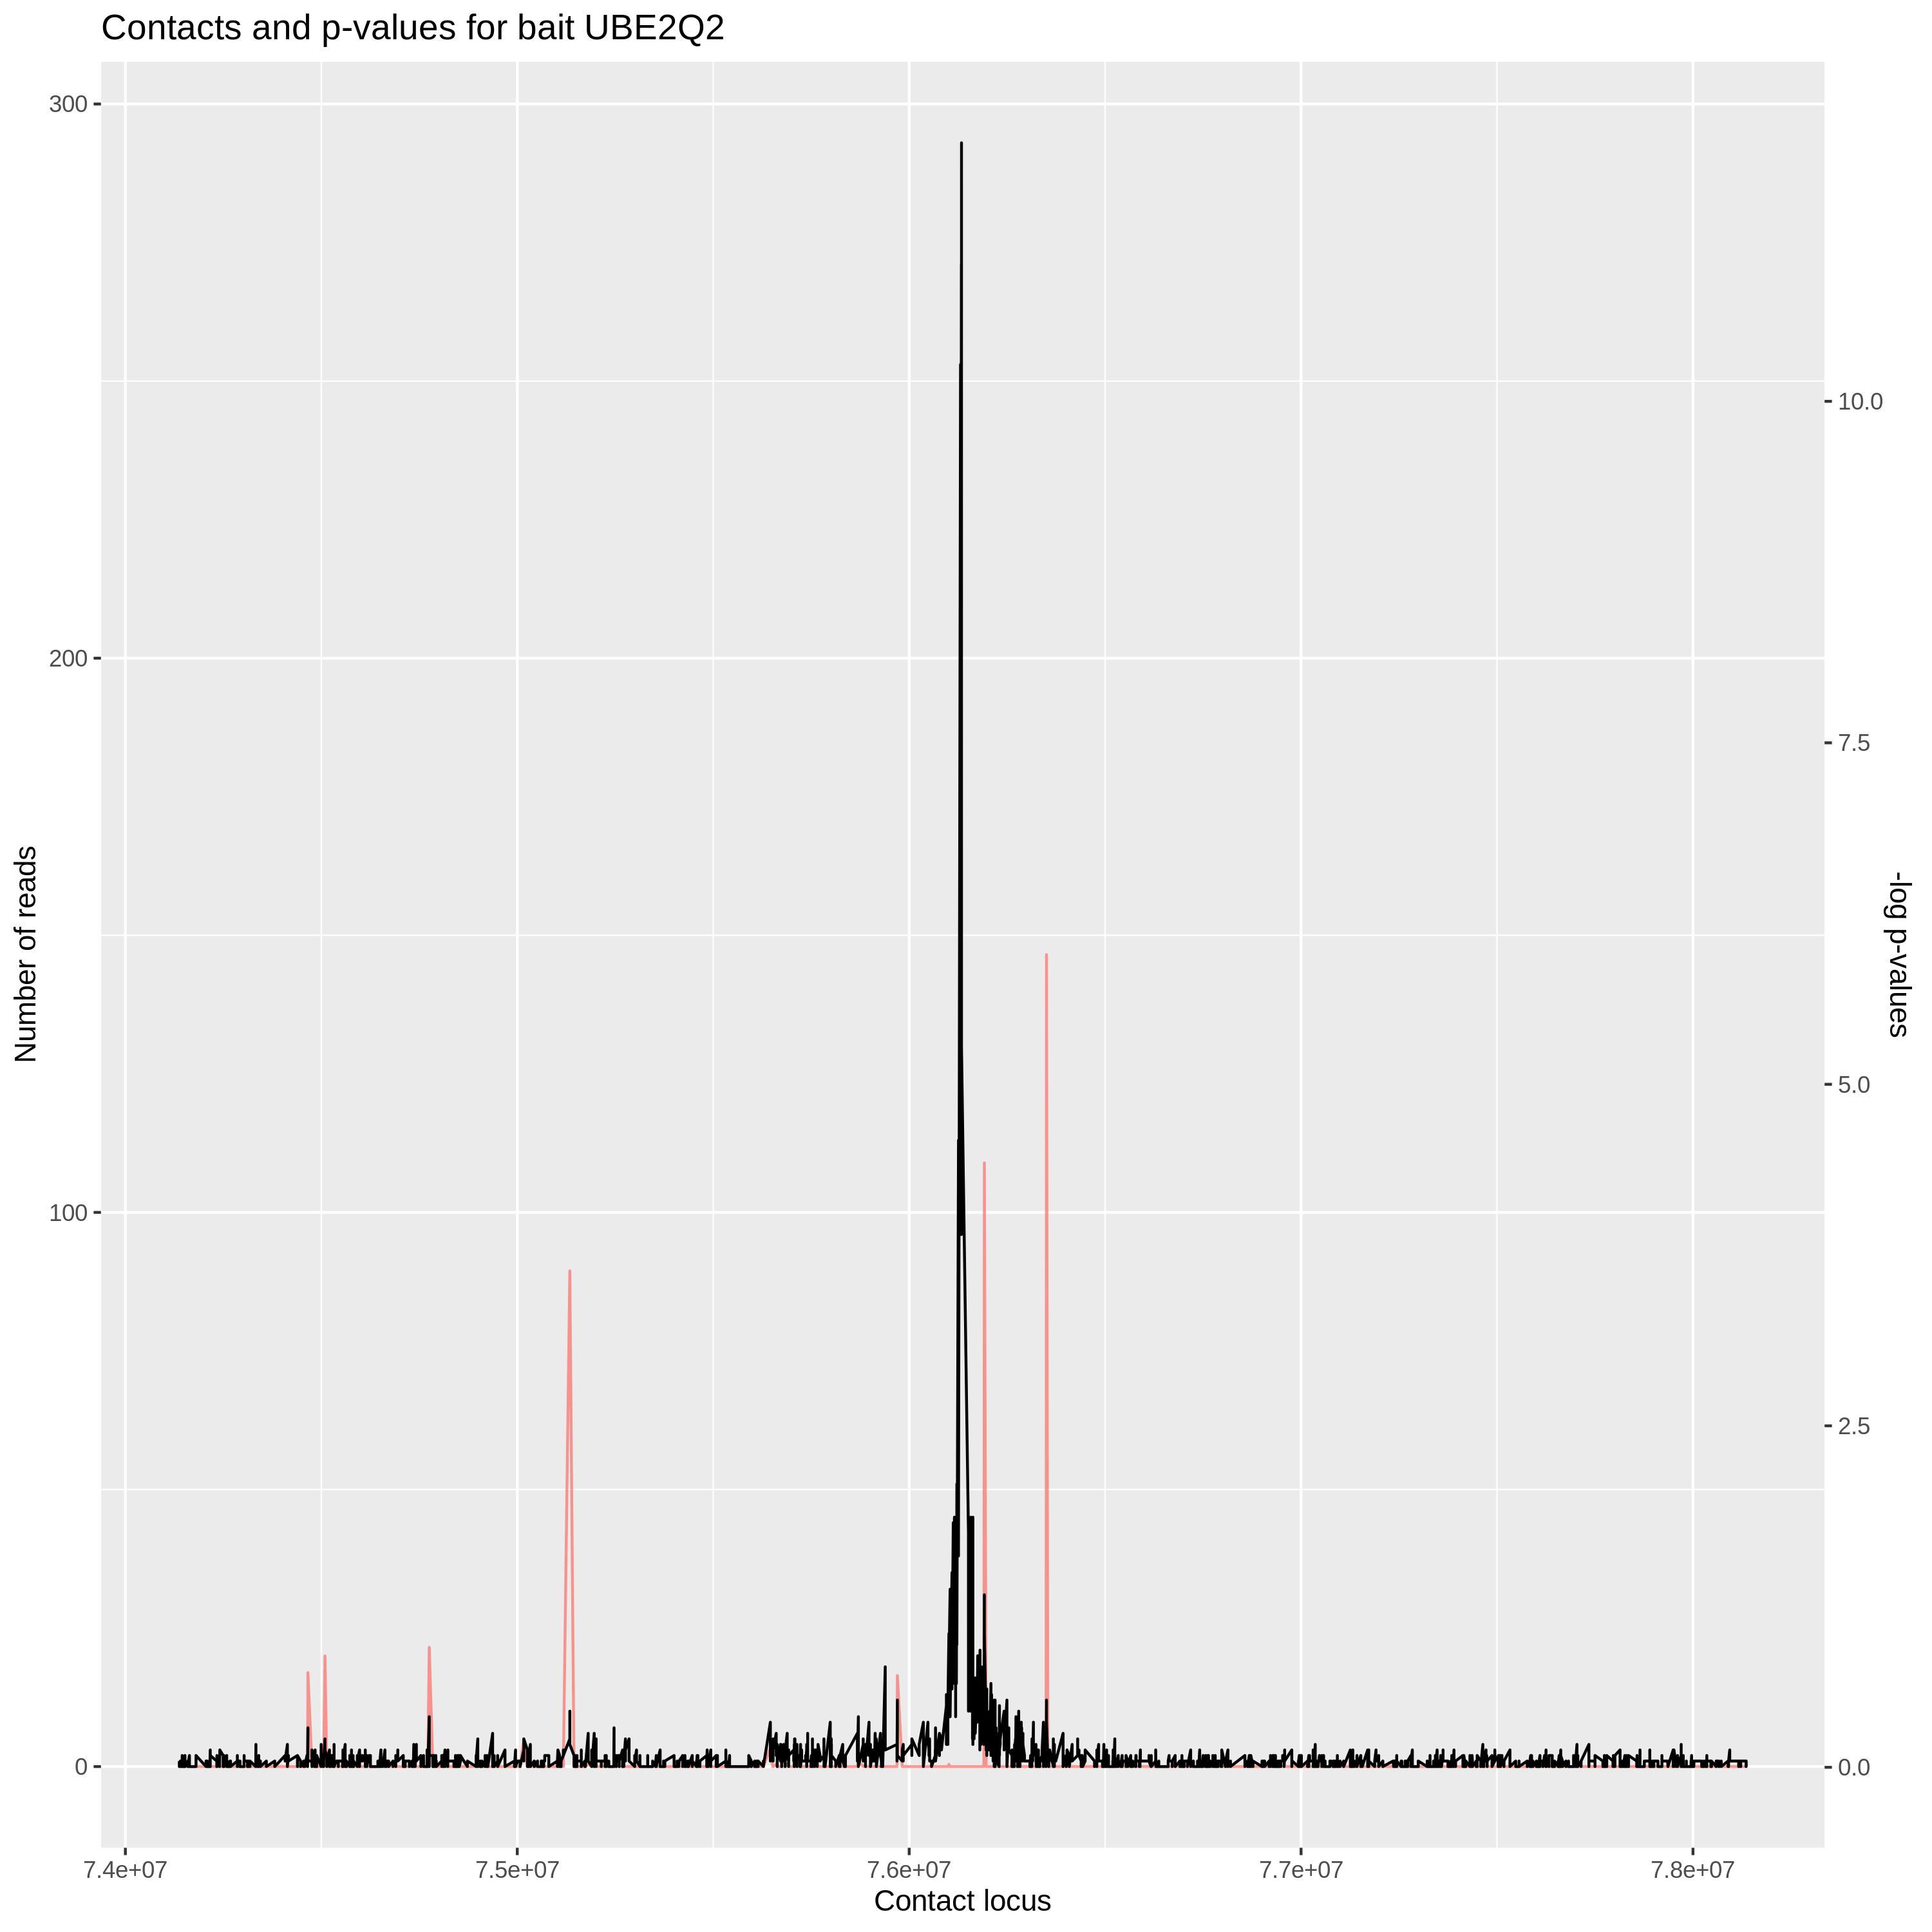 Contacts and p-values for bait UBE2Q2
300
200
100
0
Number of reads
10.0
7.5
5.0
2.5
0.0
-log p-values
7.4e+07
7.5e+07
7.6e+07
7.7e+07
7.8e+07
Contact locus